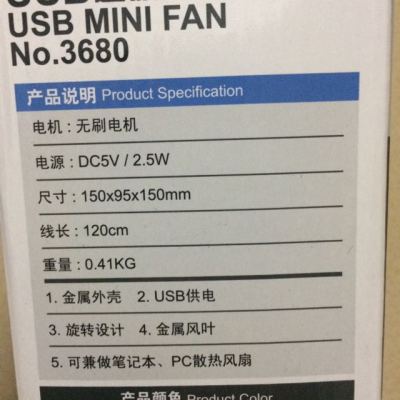 USB MINI FAN
No.3680
产品说明 Product Specification
电机 : 无刷电机
电源 : DC5V / 2.5W
尺寸 : 150x95x150mm
线长 : 120cm
重量 : 0.41KG
1. 金属外壳 2. USB供电
3. 旋转设计 4. 金属风叶
5. 可兼做笔记本、PC散热风扇
产品颜色 Product Color